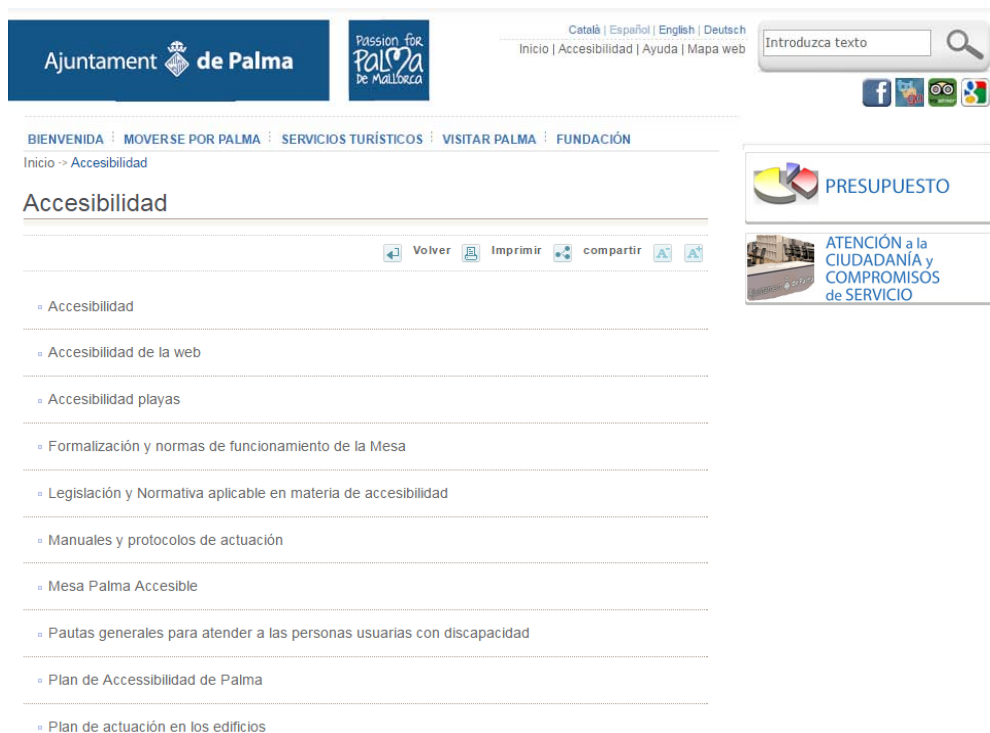 Ajuntament de Palma
Passion for
Palma
De Mallorca
Català | Español | English | Deutsch
Inicio | Accesibilidad | Ayuda | Mapa web
Introduzca texto
BIENVENIDA
MOVERSE POR PALMA
SERVICIOS TURÍSTICOS
VISITAR PALMA
FUNDACIÓN
Inicio -> Accesibilidad
PRESUPUESTO
Accesibilidad
Volver
Imprimir
compartir
A-
A+
ATENCIÓN a la
CIUDADANÍA y
COMPROMISOS
de SERVICIO
Accesibilidad
Accesibilidad de la web
Accesibilidad playas
Formalización y normas de funcionamiento de la Mesa
Legislación y Normativa aplicable en materia de accesibilidad
Manuales y protocolos de actuación
Mesa Palma Accesible
Pautas generales para atender a las personas usuarias con discapacidad
Plan de Accessibilidad de Palma
Plan de actuación en los edificios